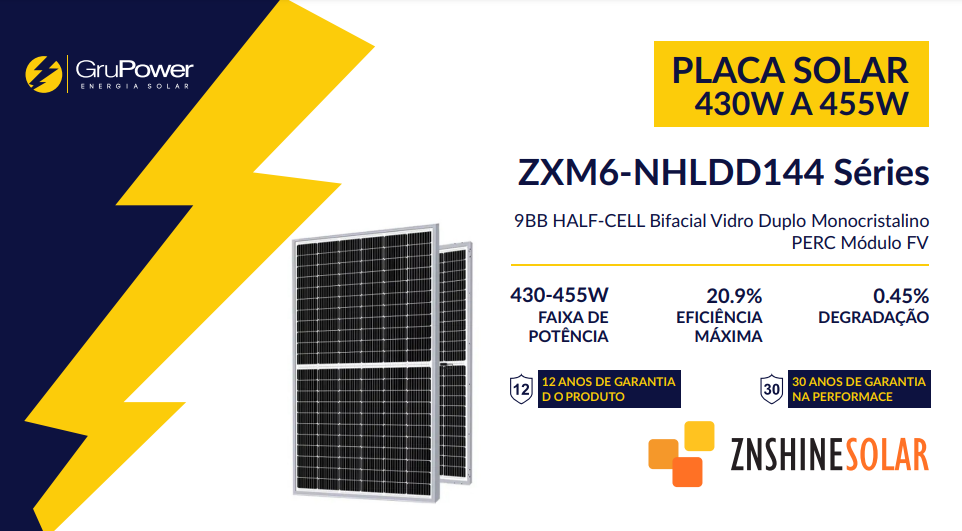 GruPower
ENERGIA SOLAR
PLACA SOLAR
430W A 455W
ZXM6-NHLDD144 Séries
9BB HALF-CELL Bifacial Vidro Duplo Monocristalino
PERC Módulo FV
430-455W
FAIXA DE
POTÊNCIA
20.9%
EFICIÊNCIA
MÁXIMA
0.45%
DEGRADAÇÃO
12
12 ANOS DE GARANTIA
D O PRODUTO
30
30 ANOS DE GARANTIA
NA PERFORMACE
ZNSHINESOLAR